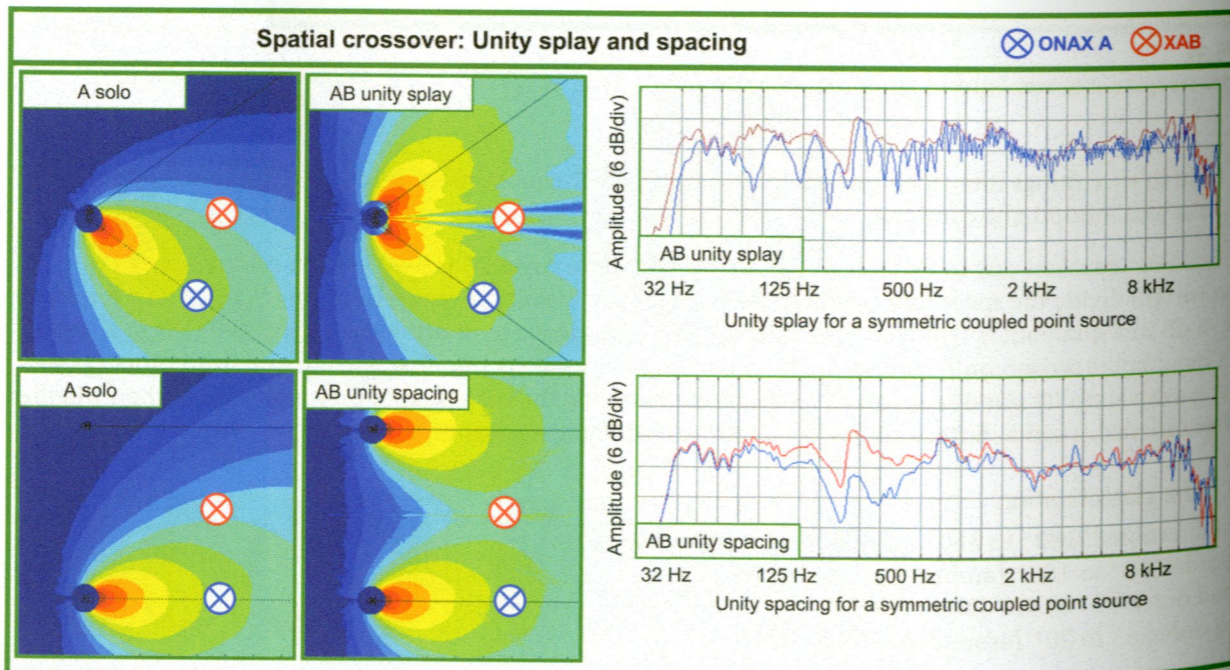 Spatial crossover: Unity splay and spacing
ONAX A XAB
A solo
AB unity splay
Amplitude (6 dB/div)
AB unity splay
32 Hz 125 Hz 500 Hz 2 kHz 8 kHz
Unity splay for a symmetric coupled point source
A solo
AB unity spacing
Amplitude (6 dB/div)
AB unity spacing
32 Hz 125 Hz 500 Hz 2 kHz 8 kHz
Unity spacing for a symmetric coupled point source